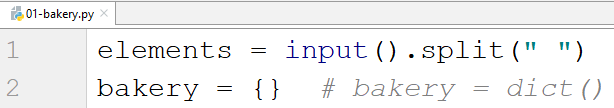 01-bakery.py
1 elements = input().split(" ")
2 bakery = {}  # bakery = dict()